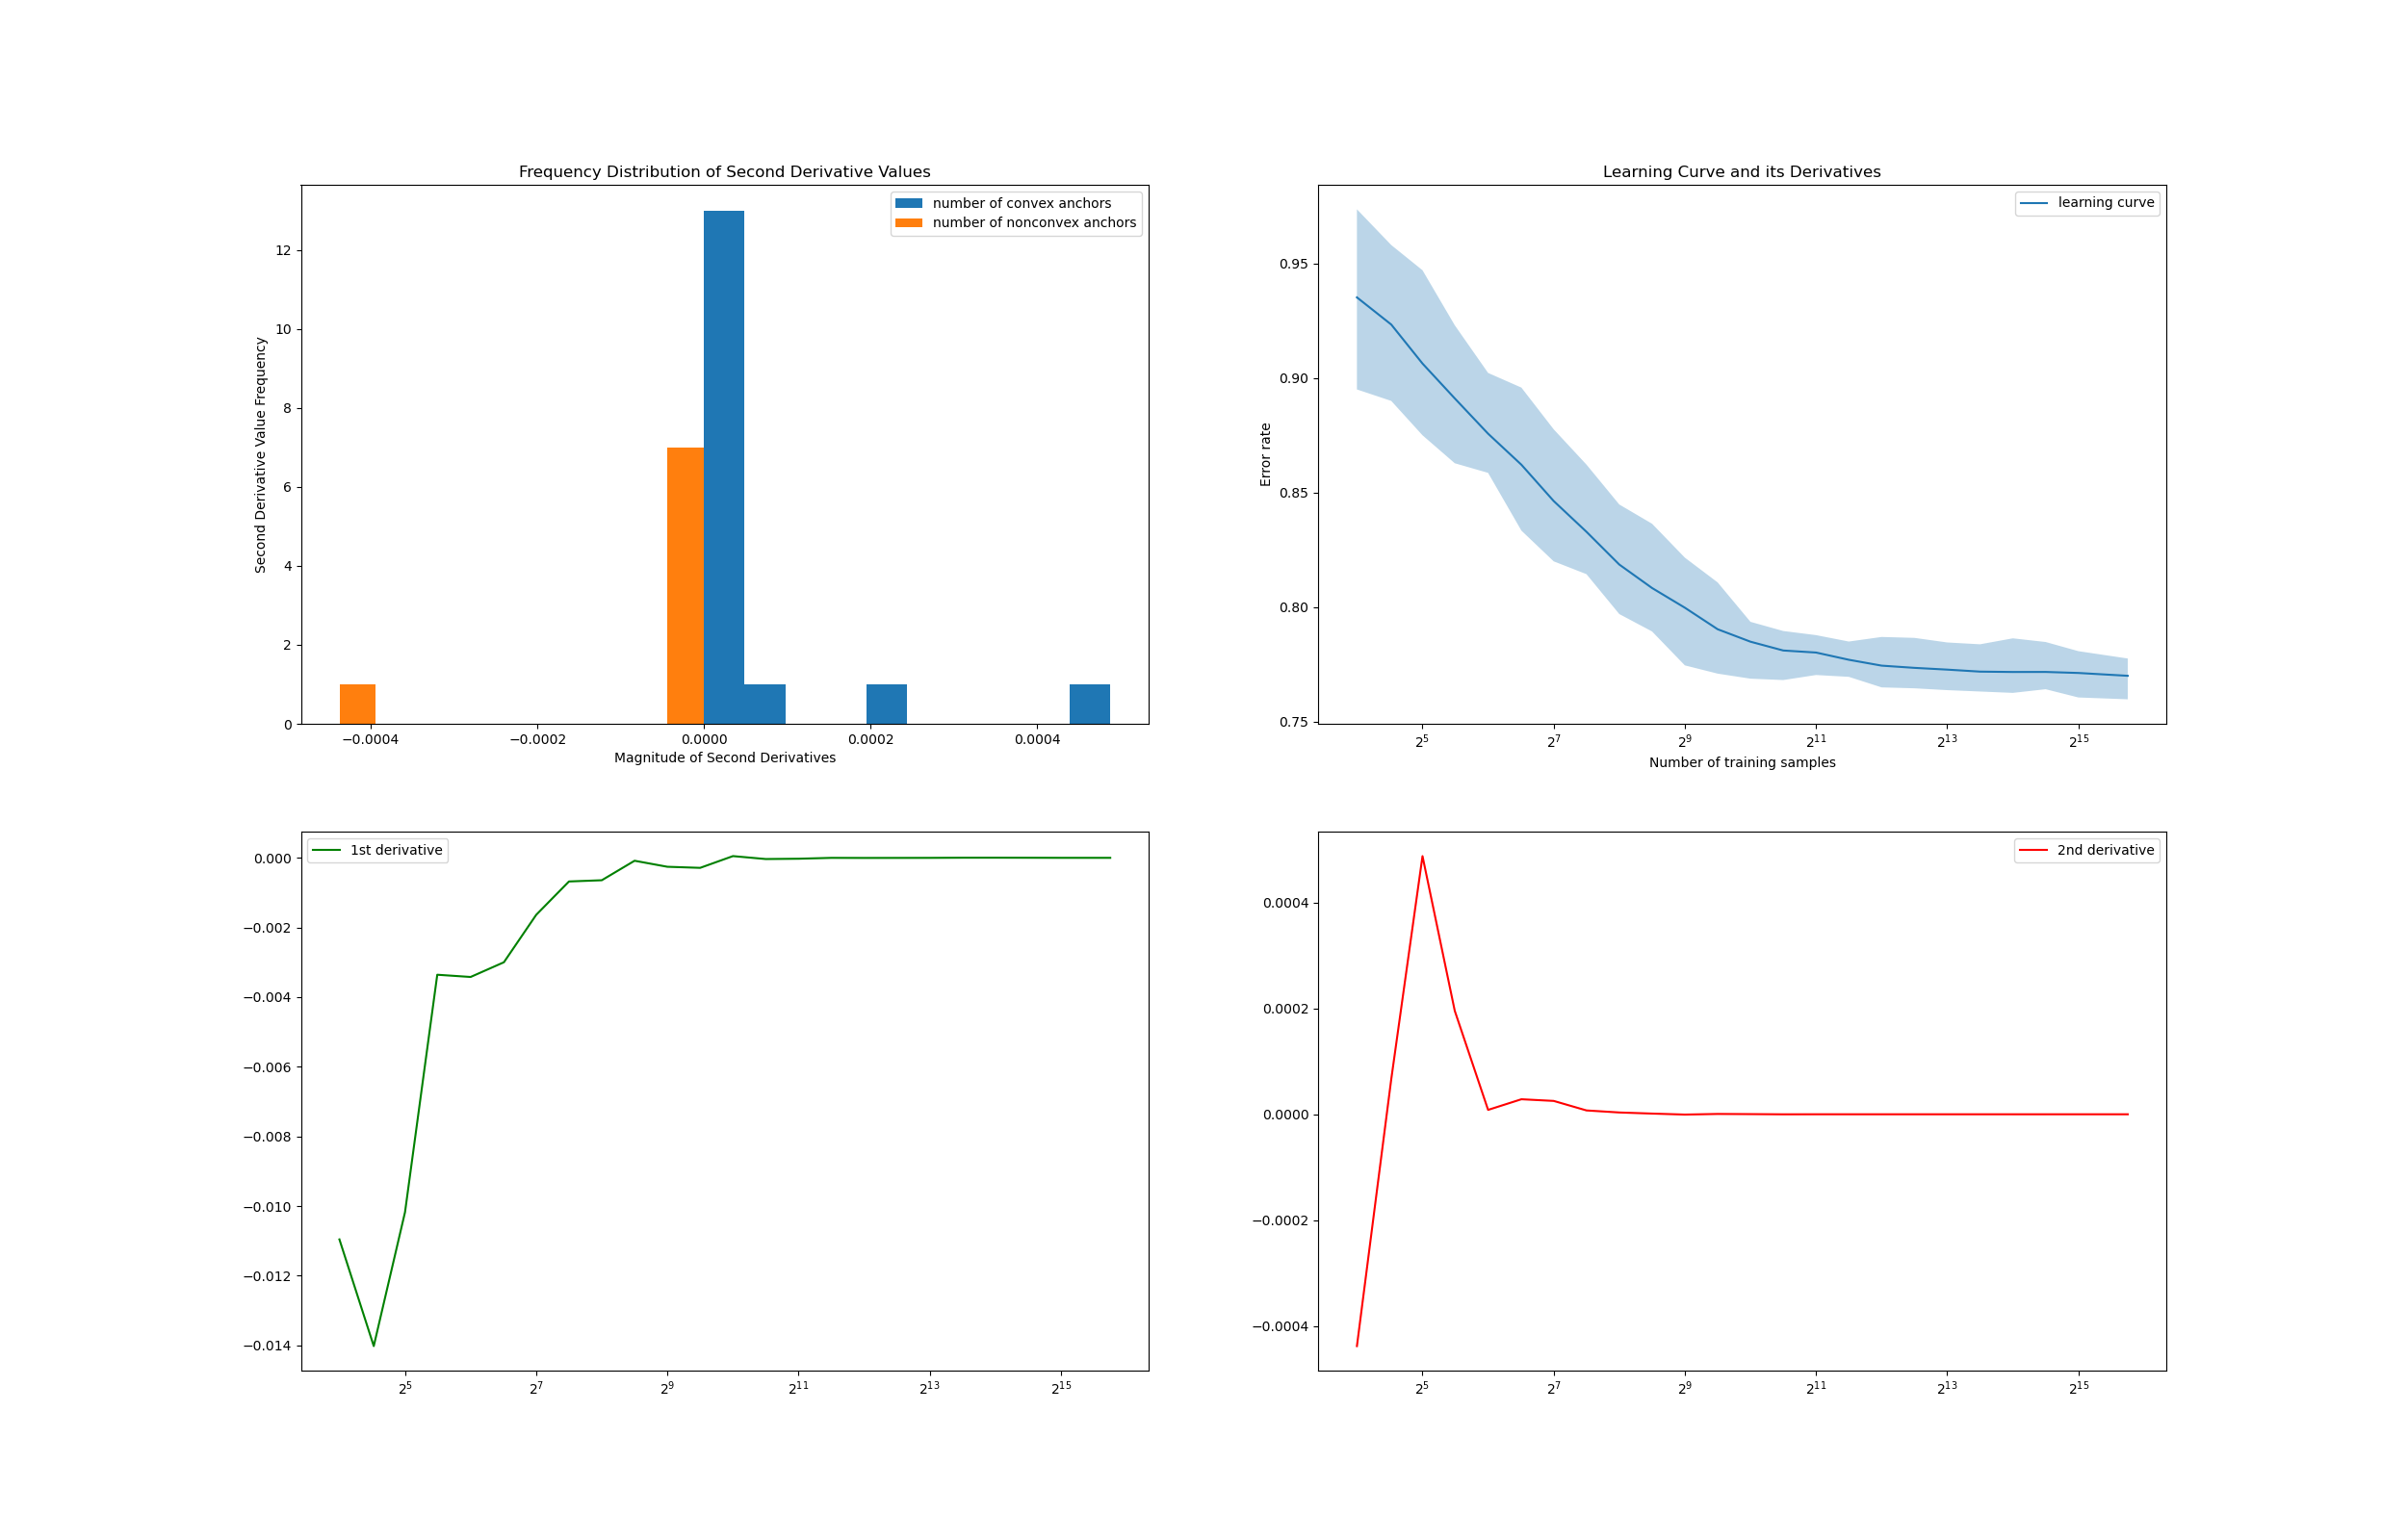 Frequency Distribution of Second Derivative Values
number of convex anchors
number of nonconvex anchors
Second Derivative Value Frequency
12
10
8
6
4
2
0
−0.0004 −0.0002 0.0000 0.0002 0.0004
Magnitude of Second Derivatives
Learning Curve and its Derivatives
learning curve
Error rate
0.95
0.90
0.85
0.80
0.75
2^5 2^7 2^9 2^11 2^13 2^15
Number of training samples
1st derivative
0.000
−0.002
−0.004
−0.006
−0.008
−0.010
−0.012
−0.014
2^5 2^7 2^9 2^11 2^13 2^15
2nd derivative
0.0004
0.0002
0.0000
−0.0002
−0.0004
2^5 2^7 2^9 2^11 2^13 2^15